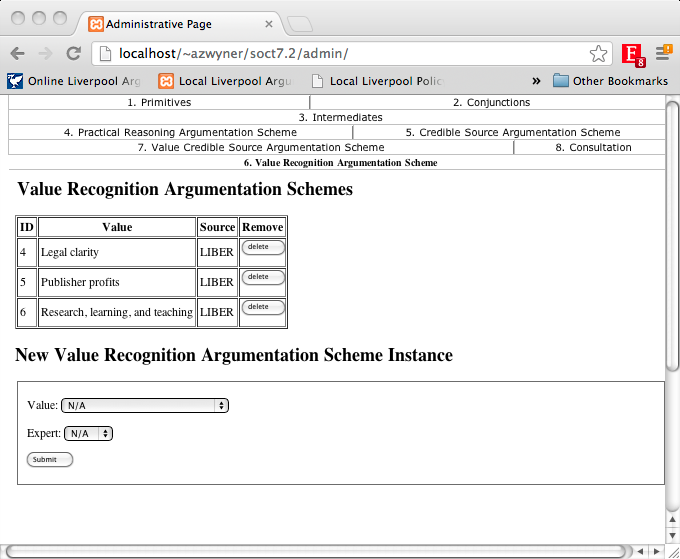 Administrative Page
localhost/~azwyner/soct7.2/admin/
8
Online Liverpool Arg
Local Liverpool Argu
Local Liverpool Polic
»
Other Bookmarks
1. Primitives
2. Conjunctions
3. Intermediates
4. Practical Reasoning Argumentation Scheme
5. Credible Source Argumentation Scheme
7. Value Credible Source Argumentation Scheme
8. Consultation
6. Value Recognition Argumentation Scheme
Value Recognition Argumentation Schemes
ID Value Source Remove
4 Legal clarity LIBER delete
5 Publisher profits LIBER delete
6 Research, learning, and teaching LIBER delete
New Value Recognition Argumentation Scheme Instance
Value: N/A
Expert: N/A
Submit